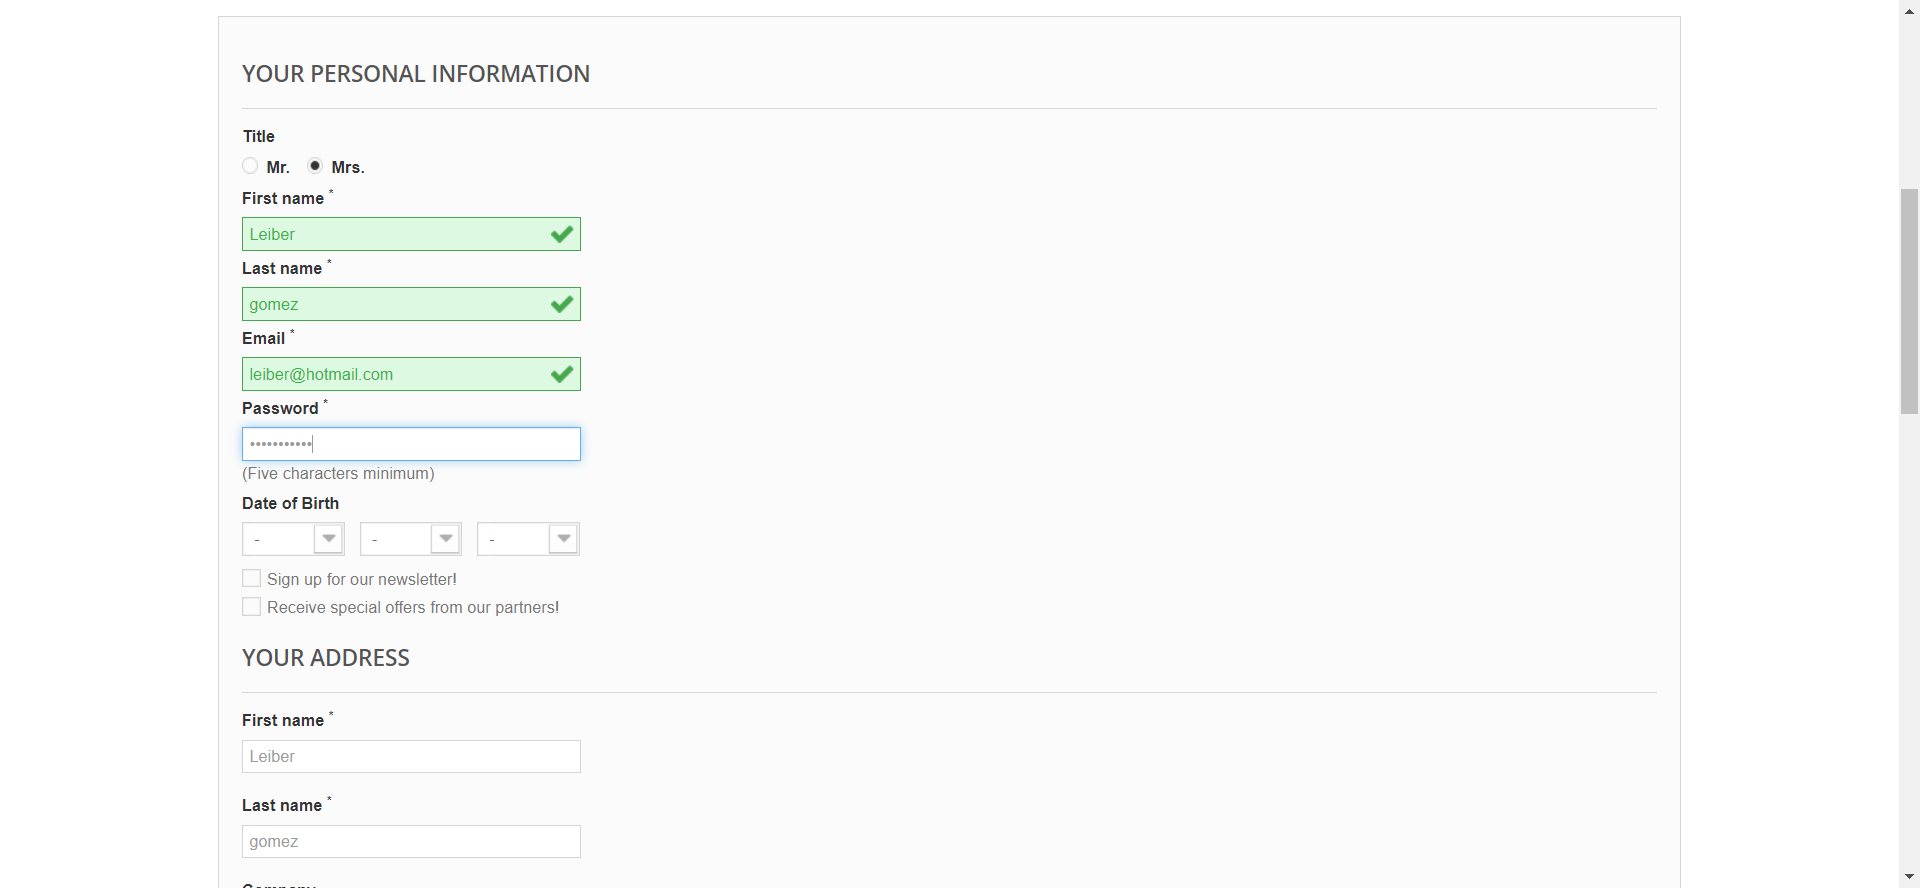 YOUR PERSONAL INFORMATION
Title
Mr. Mrs.
First name *
Leiber
Last name *
gomez
Email *
leiber@hotmail.com
Password *
•••••••••••
(Five characters minimum)
Date of Birth
- - -
Sign up for our newsletter!
Receive special offers from our partners!
YOUR ADDRESS
First name *
Leiber
Last name *
gomez